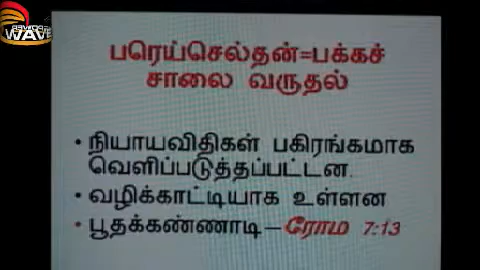 WAVE
பரெய்செல்தன்=பக்கச்
சாலை வருதல்
• நியாயவிதிகள் பகிரங்கமாக
வெளிப்படுத்தப்பட்டன.
• வழிக்காட்டியாக உள்ளன
• பூதக்கண்ணாடி–ரோம 7:13